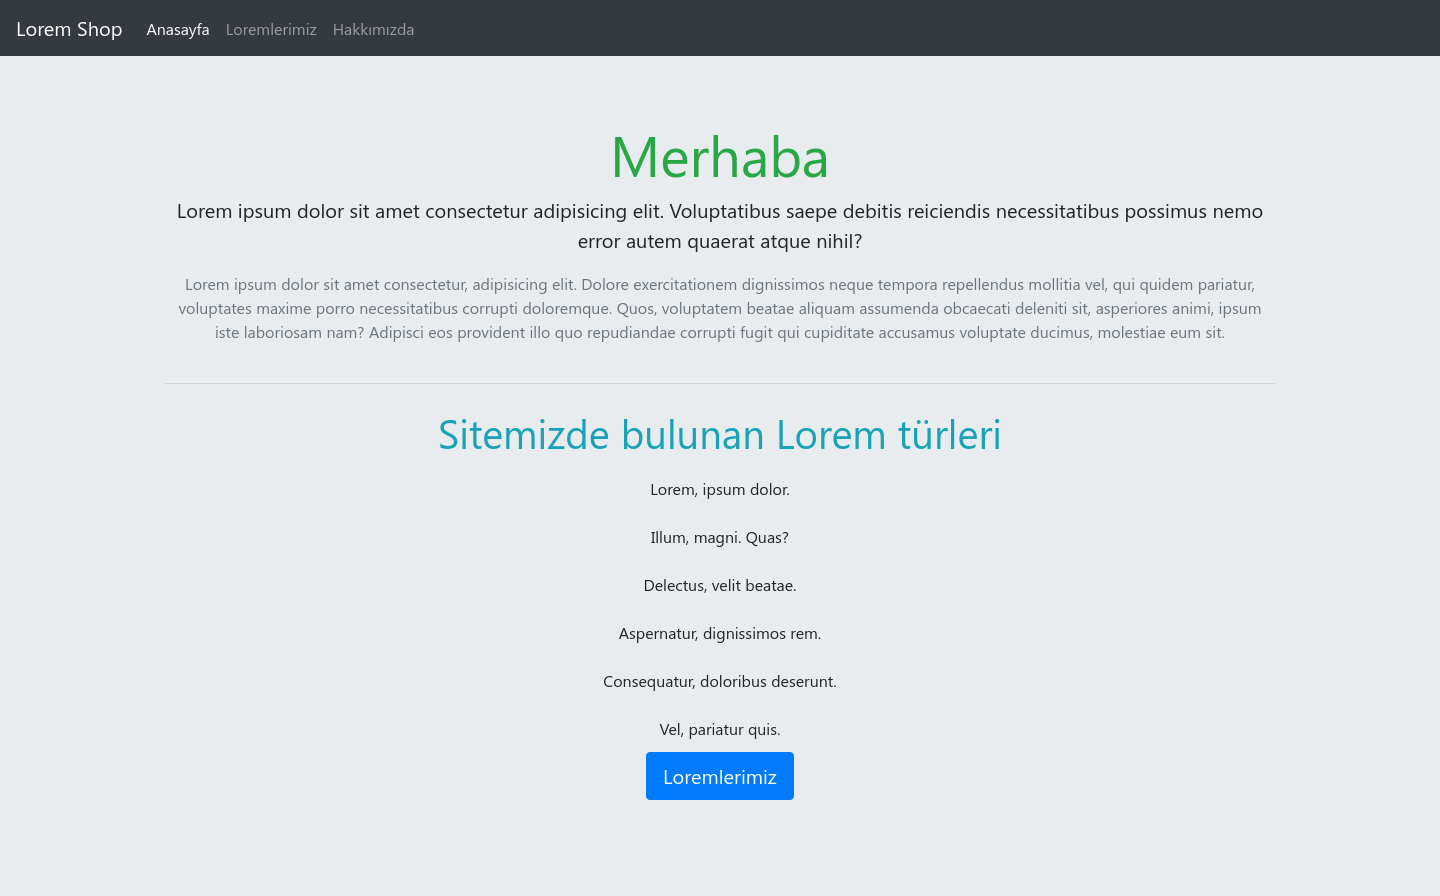 Lorem Shop Anasayfa Loremlerimiz Hakkımızda
Merhaba
Lorem ipsum dolor sit amet consectetur adipisicing elit. Voluptatibus saepe debitis reiciendis necessitatibus possimus nemo
error autem quaerat atque nihil?
Lorem ipsum dolor sit amet consectetur, adipisicing elit. Dolore exercitationem dignissimos neque tempora repellendus mollitia vel, qui quidem pariatur,
voluptates maxime porro necessitatibus corrupti doloremque. Quos, voluptatem beatae aliquam assumenda obcaecati deleniti sit, asperiores animi, ipsum
iste laboriosam nam? Adipisci eos provident illo quo repudiandae corrupti fugit qui cupiditate accusamus voluptate ducimus, molestiae eum sit.
Sitemizde bulunan Lorem türleri
Lorem, ipsum dolor.
Illum, magni. Quas?
Delectus, velit beatae.
Aspernatur, dignissimos rem.
Consequatur, doloribus deserunt.
Vel, pariatur quis.
Loremlerimiz